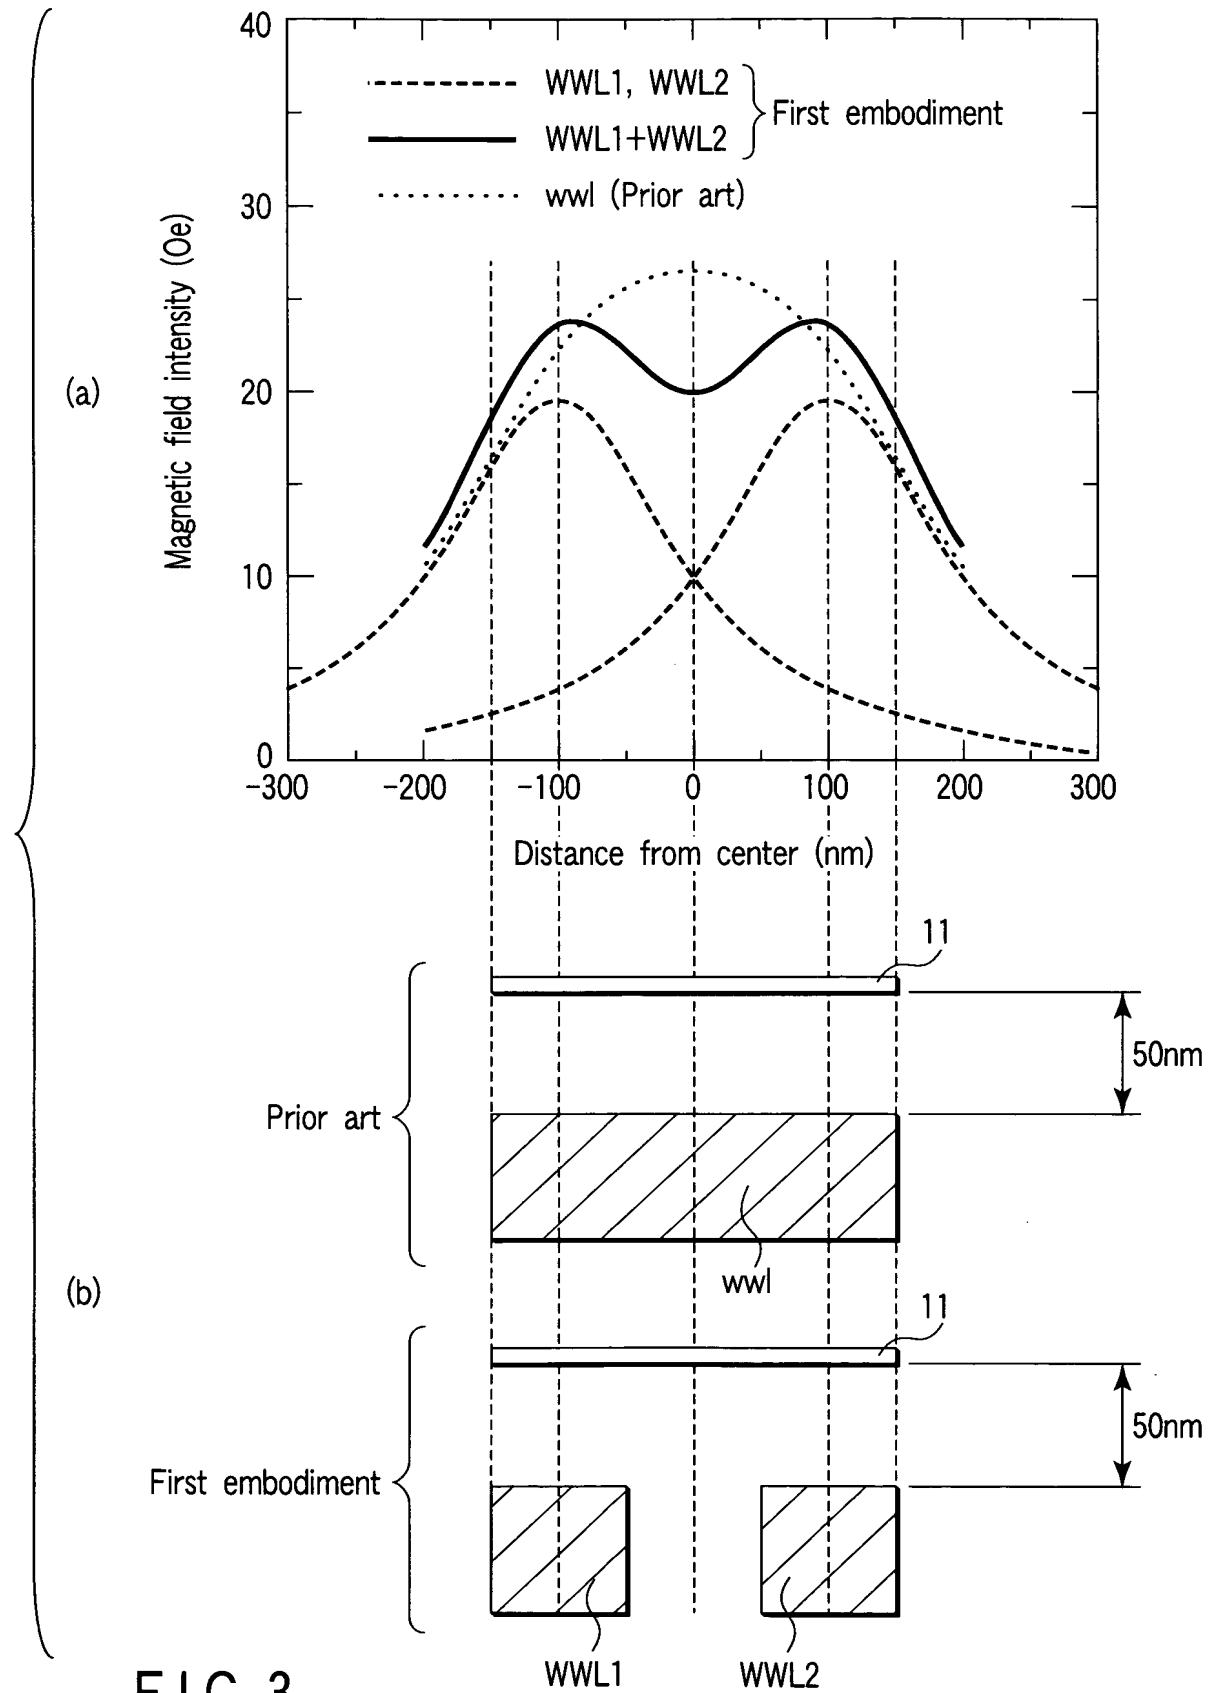 40
WWL1, WWL2
First embodiment
WWL1+WWL2
wwl (Prior art)
30
Magnetic field intensity (Oe)
(a)
20
10
0
-300 -200 -100 0 100 200 300
Distance from center (nm)
11
50nm
Prior art
wwl
(b)
11
50nm
First embodiment
WWL1 WWL2
FIG. 3